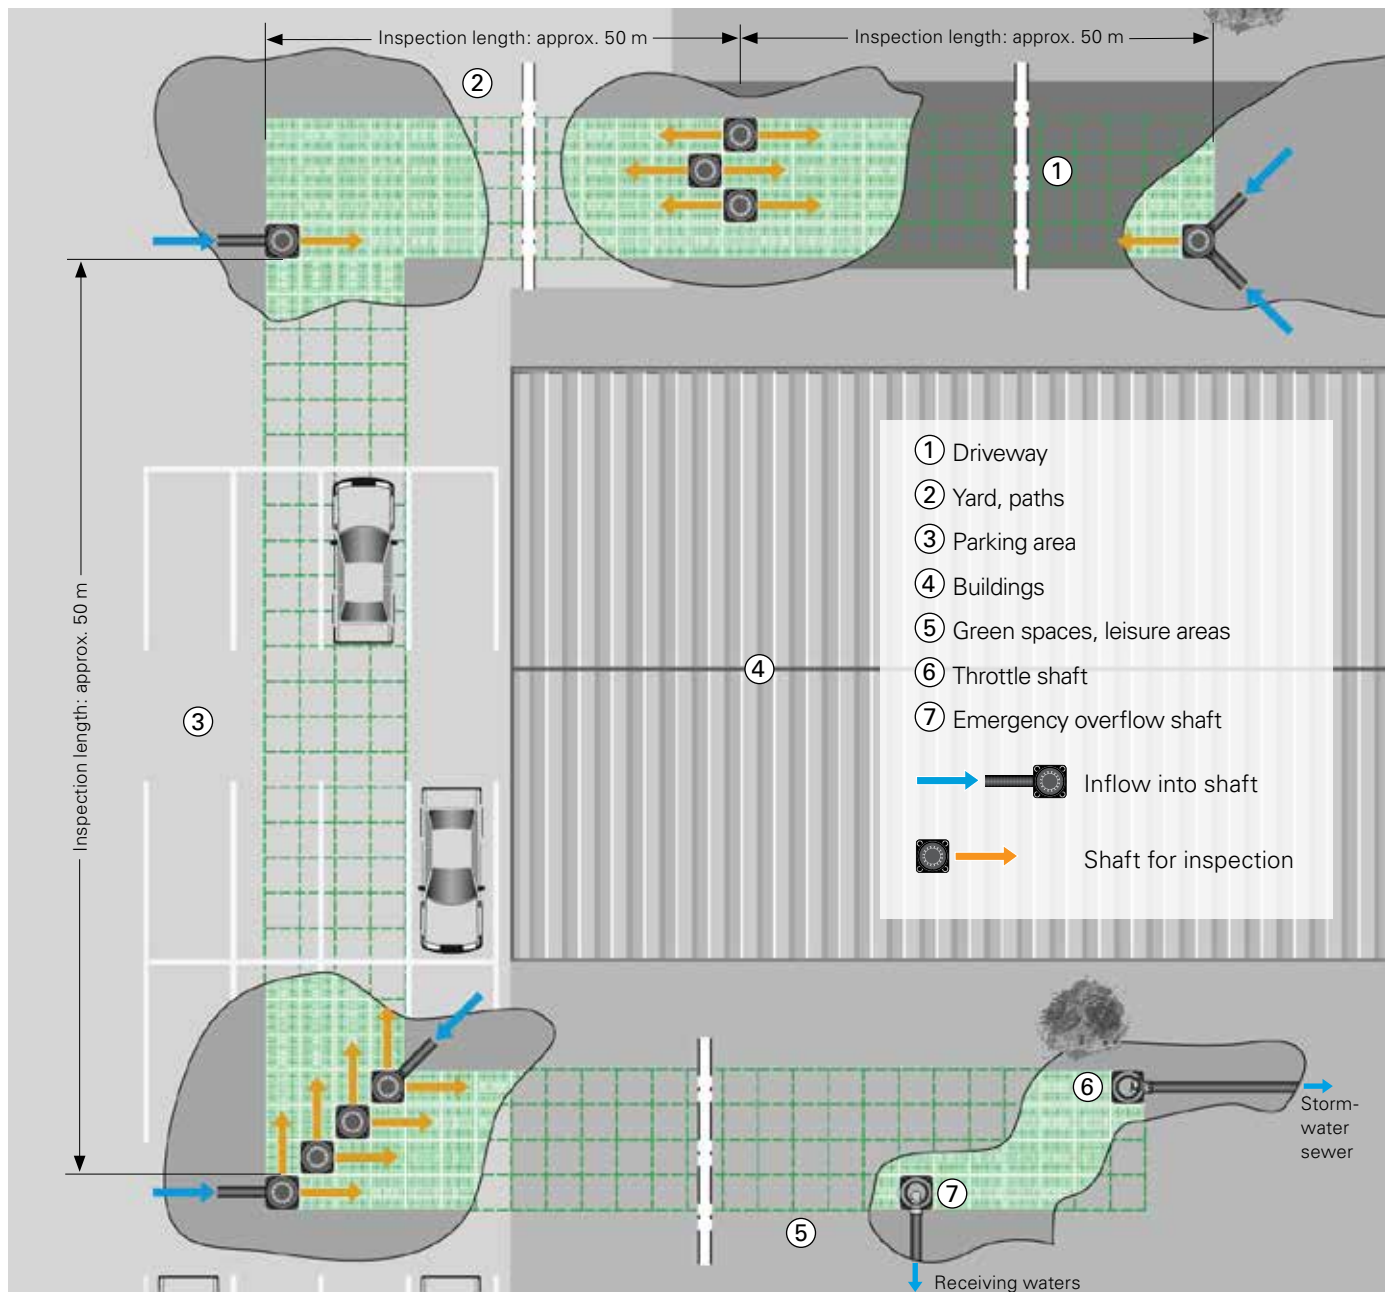 Inspection length: approx. 50 m
Inspection length: approx. 50 m
2
1
Inspection length: approx. 50 m
1 Driveway
2 Yard, paths
3 Parking area
4 Buildings
5 Green spaces, leisure areas
6 Throttle shaft
7 Emergency overflow shaft
Inflow into shaft
Shaft for inspection
4
3
6
Storm-
water
sewer
7
5
Receiving waters